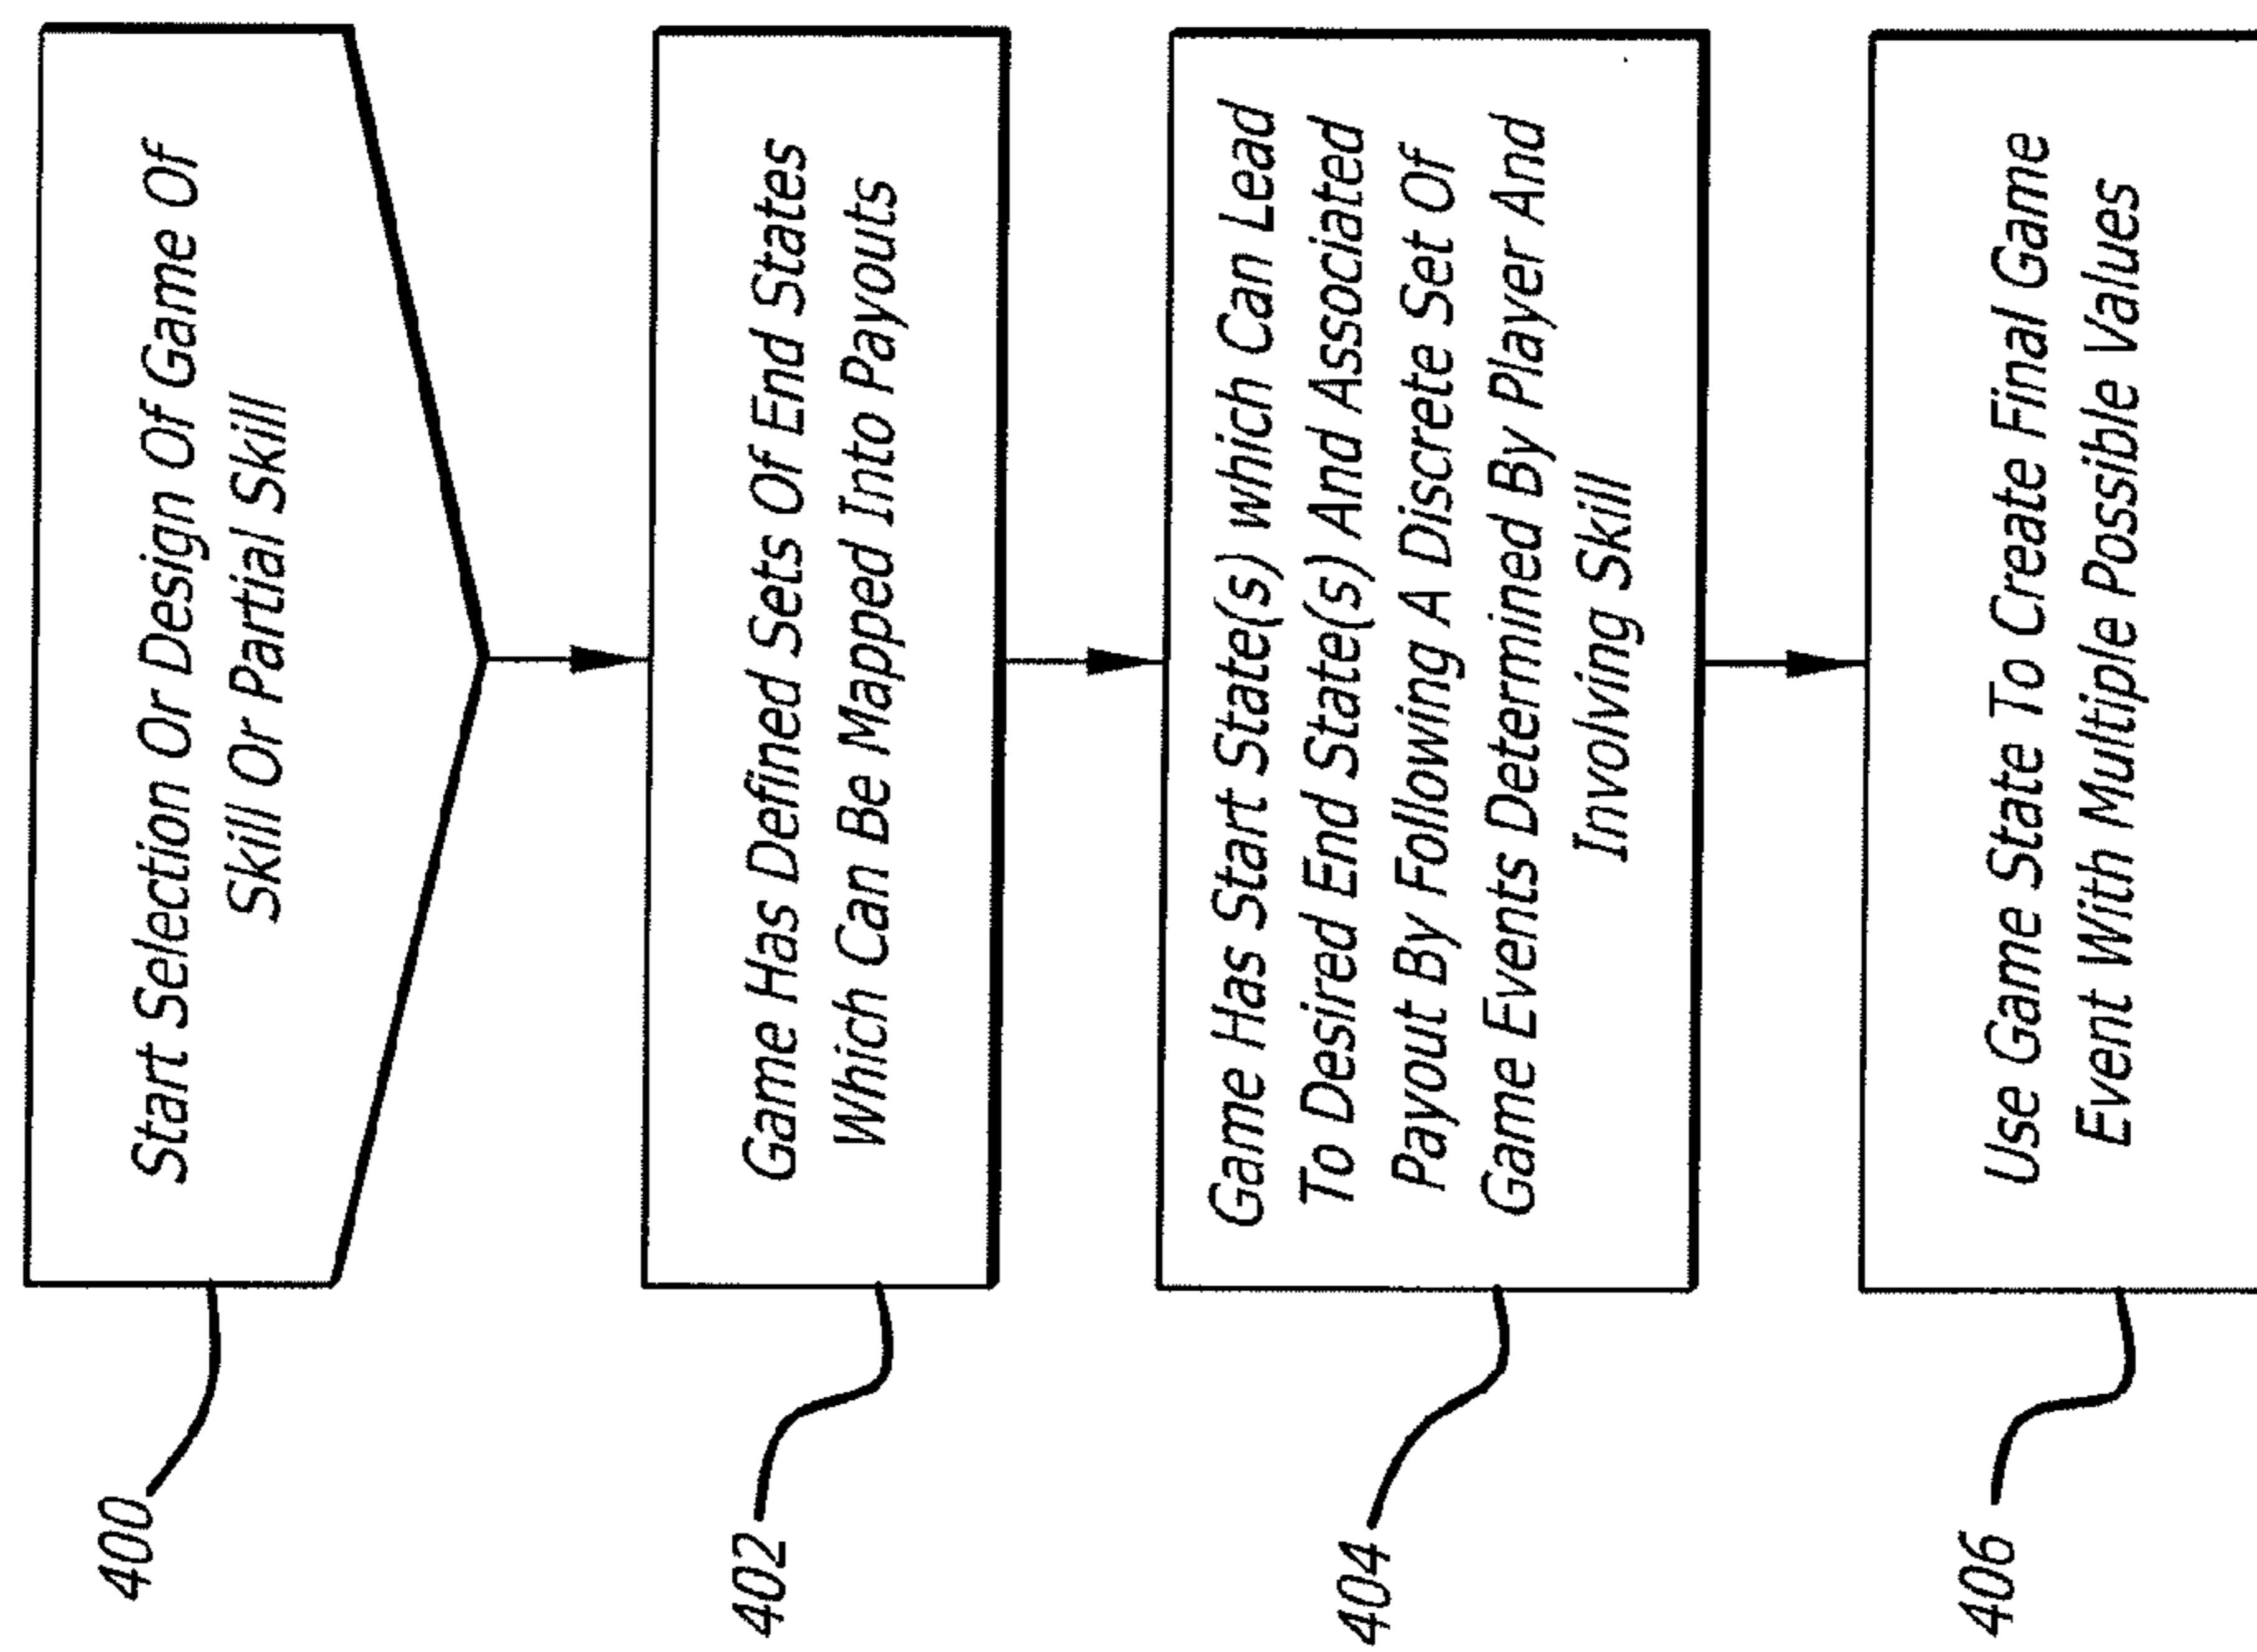 400
Start Selection Or Design Of Game Of
Skill Or Partial Skill
402
Game Has Defined Sets Of End States
Which Can Be Mapped Into Payouts
404
Game Has Start State(s) which Can Lead
To Desired End State(s) And Associated
Payout By Following A Discrete Set Of
Game Events Determined By Player And
Involving Skill
406
Use Game State To Create Final Game
Event With Multiple Possible Values